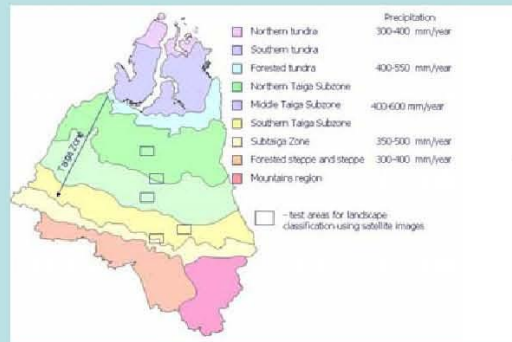 Precipitation
Northern tundra 300-400 mm/year
Southern tundra
Forested tundra 400-550 mm/year
Northern Taiga Subzone
Middle Taiga Subzone 400-600 mm/year
Southern Taiga Subzone
Subtaiga Zone 350-500 mm/year
Forested steppe and steppe 300-400 mm/year
Mountains region
Taiga Zone
- test areas for landscape
classification using satellite images